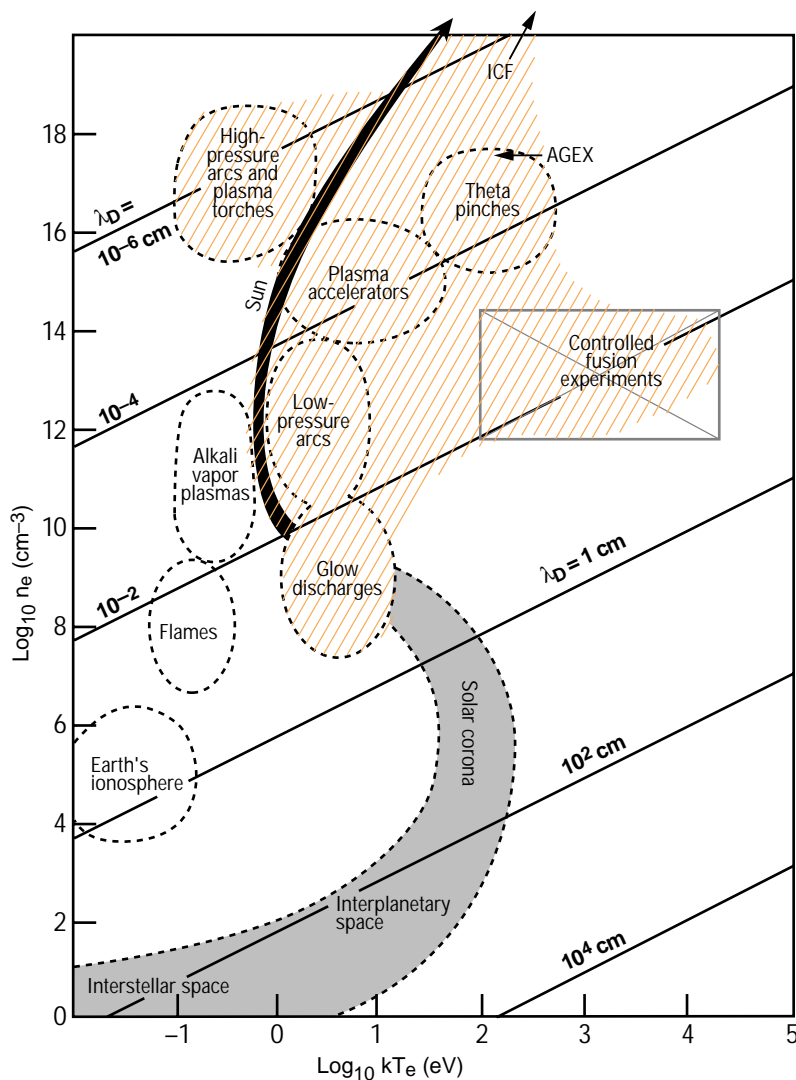 ICF
18
High-
pressure
arcs and
plasma
torches
AGEX
Theta
pinches
λD =
10–6 cm
16
Sun
Plasma
accelerators
14
Controlled
fusion
experiments
10–4
12
Low-
pressure
arcs
Alkali
vapor
plasmas
10
Log10 ne (cm–3)
λD = 1 cm
10–2
Glow
discharges
8
Flames
Solar corona
6
Earth's
ionosphere
102 cm
4
2
Interplanetary
space
104 cm
Interstellar space
0
–1 0 1 2 3 4 5
Log10 kTe (eV)